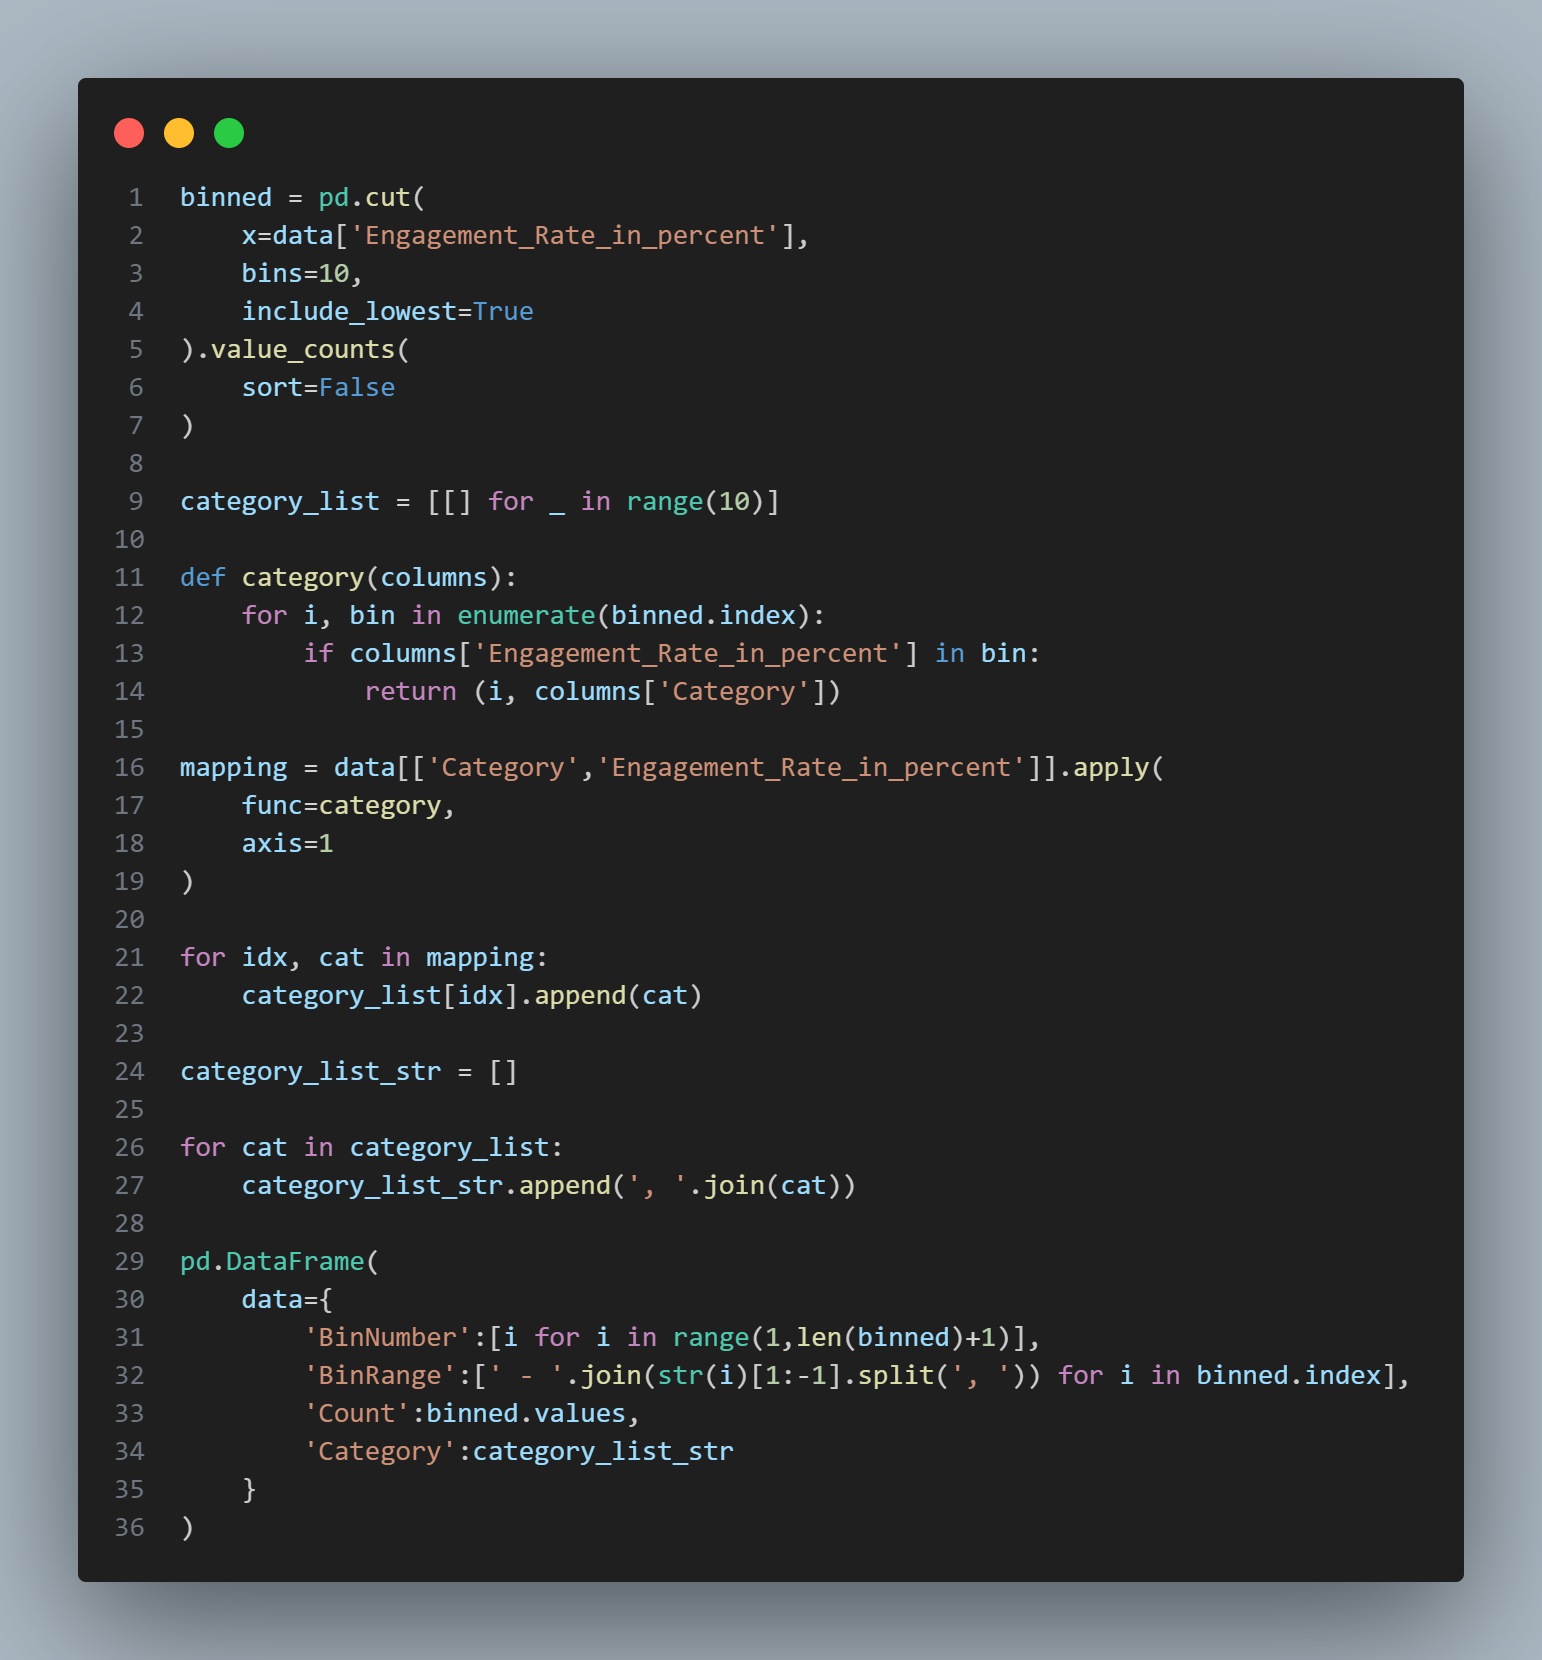 1 binned = pd.cut(
2     x=data['Engagement_Rate_in_percent'],
3     bins=10,
4     include_lowest=True
5 ).value_counts(
6     sort=False
7 )
8
9 category_list = [[] for _ in range(10)]
10
11 def category(columns):
12     for i, bin in enumerate(binned.index):
13         if columns['Engagement_Rate_in_percent'] in bin:
14             return (i, columns['Category'])
15
16 mapping = data[['Category','Engagement_Rate_in_percent']].apply(
17     func=category,
18     axis=1
19 )
20
21 for idx, cat in mapping:
22     category_list[idx].append(cat)
23
24 category_list_str = []
25
26 for cat in category_list:
27     category_list_str.append(', '.join(cat))
28
29 pd.DataFrame(
30     data={
31         'BinNumber':[i for i in range(1,len(binned)+1)],
32         'BinRange':[' - '.join(str(i)[1:-1].split(', ')) for i in binned.index],
33         'Count':binned.values,
34         'Category':category_list_str
35     }
36 )